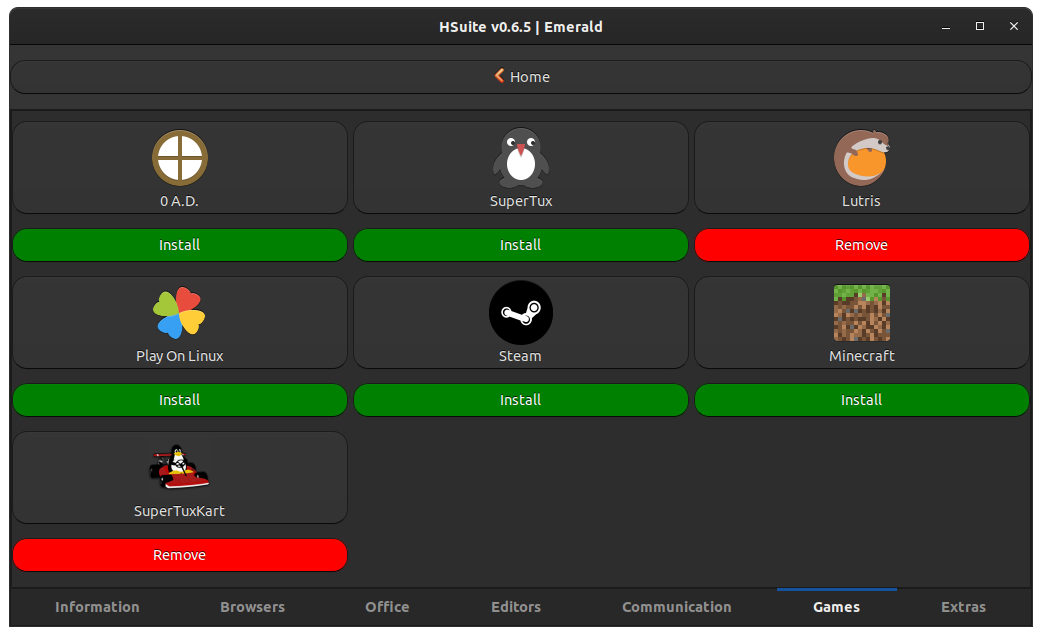 HSuite v0.6.5 | Emerald
Home
0 A.D.
SuperTux
Lutris
Install
Install
Remove
Play On Linux
Steam
Minecraft
Install
Install
Install
SuperTuxKart
Remove
Information
Browsers
Office
Editors
Communication
Games
Extras